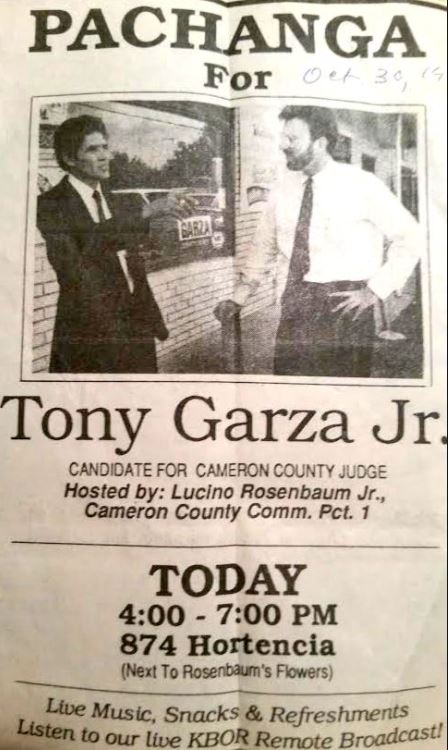 PACHANGA
For
Oct 30, 19
GARZA
Tony Garza Jr.
CANDIDATE FOR CAMERON COUNTY JUDGE
Hosted by: Lucino Rosenbaum Jr.,
Cameron County Comm. Pct. 1
TODAY
4:00 - 7:00 PM
874 Hortencia
(Next To Rosenbaum's Flowers)
Live Music, Snacks & Refreshments
Listen to our live KBOR Remote Broadcast!